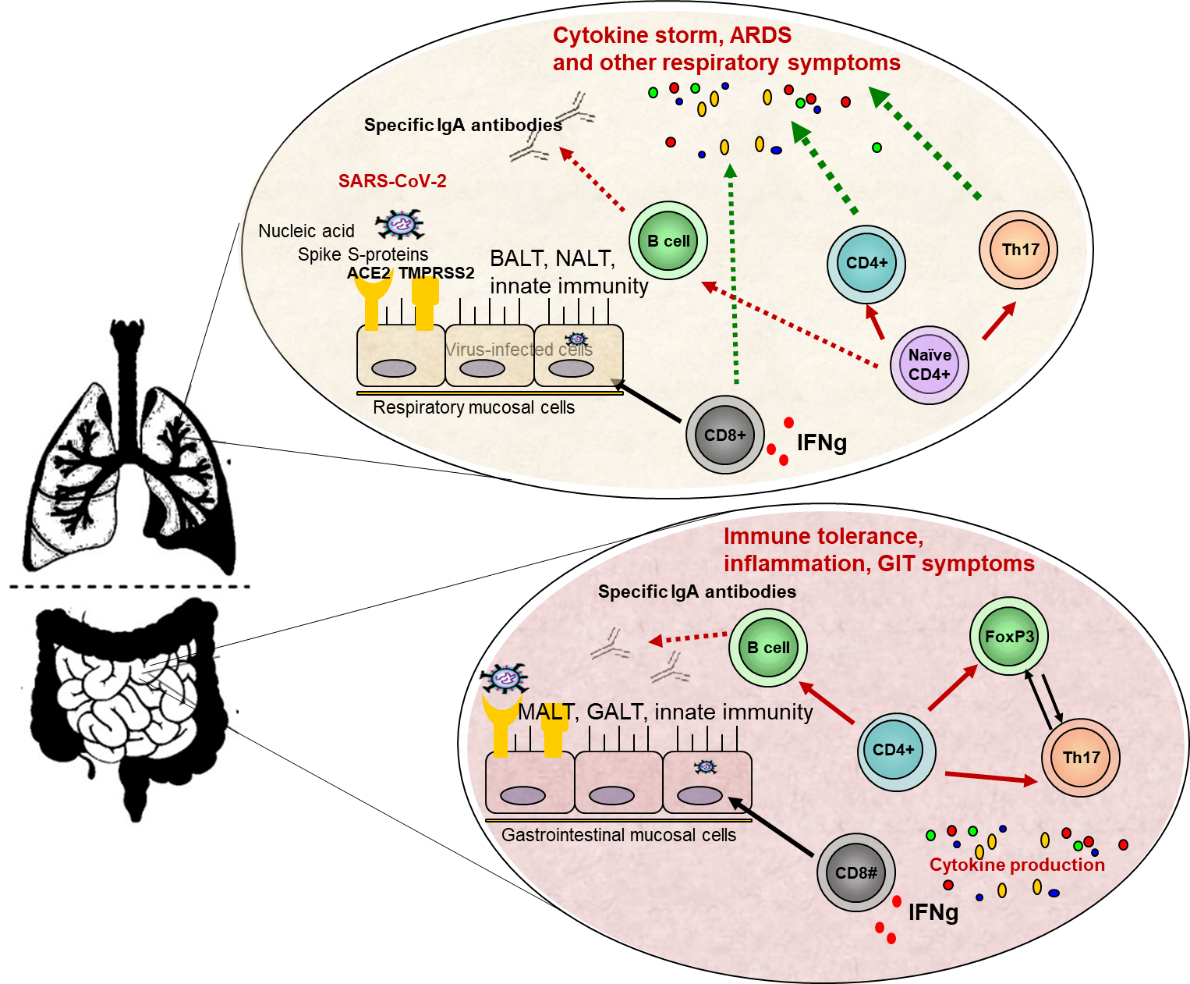 Cytokine storm, ARDS
and other respiratory symptoms
Specific IgA antibodies
SARS-CoV-2
Nucleic acid
Spike S-proteins
ACE2 TMPRSS2
BALT, NALT,
innate immunity
B cell
CD4+
Th17
Naïve
CD4+
Virus-infected cells
Respiratory mucosal cells
CD8+
IFNg
Immune tolerance,
inflammation, GIT symptoms
Specific IgA antibodies
B cell
FoxP3
MALT, GALT, innate immunity
CD4+
Th17
Gastrointestinal mucosal cells
CD8#
Cytokine production
IFNg